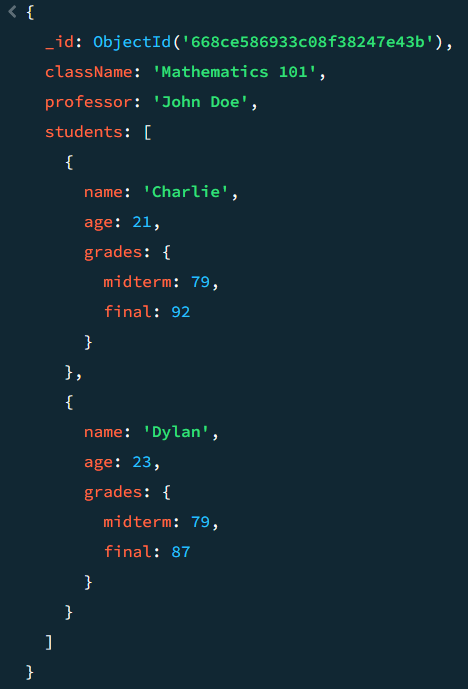 {
  _id: ObjectId('668ce586933c08f38247e43b'),
  className: 'Mathematics 101',
  professor: 'John Doe',
  students: [
    {
      name: 'Charlie',
      age: 21,
      grades: {
        midterm: 79,
        final: 92
      }
    },
    {
      name: 'Dylan',
      age: 23,
      grades: {
        midterm: 79,
        final: 87
      }
    }
  ]
}